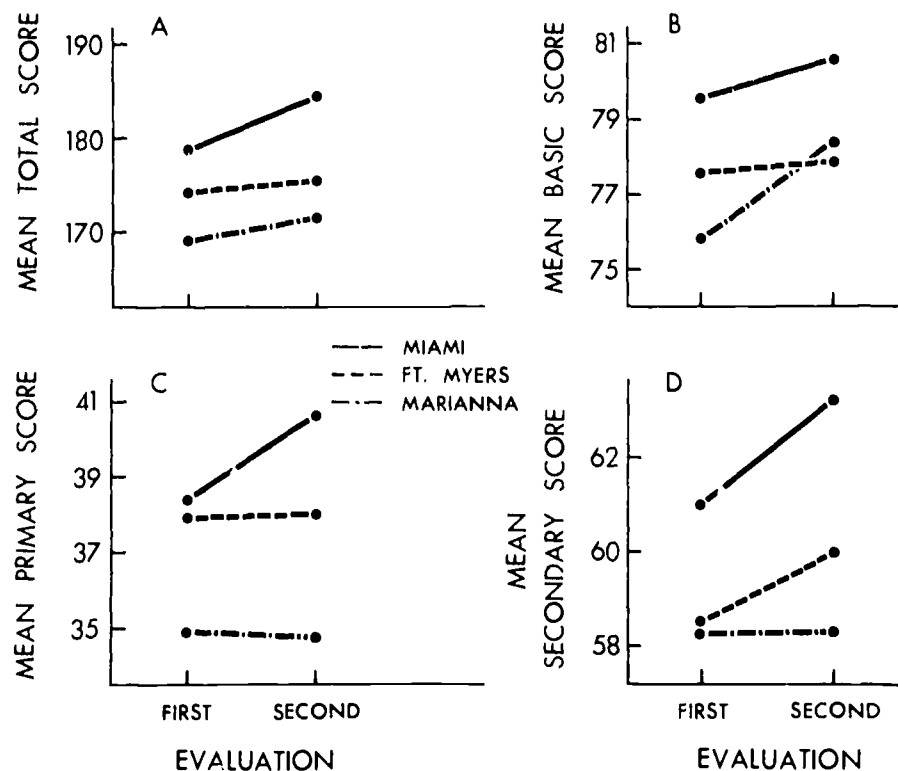 A
MEAN TOTAL SCORE
190
180
170
B
MEAN BASIC SCORE
81
79
77
75
MIAMI
FT. MYERS
MARIANNA
C
MEAN PRIMARY SCORE
41
39
37
35
FIRST
SECOND
EVALUATION
D
MEAN
SECONDARY SCORE
62
60
58
FIRST
SECOND
EVALUATION